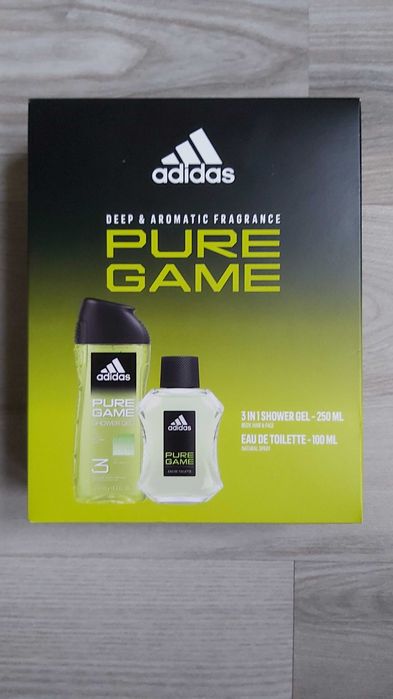 adidas
DEEP & AROMATIC FRAGRANCE
PURE
GAME
adidas
PURE
GAME
SHOWER GEL
3
3 IN 1 SHOWER GEL - 250 ML
BODY, HAIR & FACE
EAU DE TOILETTE - 100 ML
NATURAL SPRAY
adidas
PURE
GAME
EAU DE TOILETTE